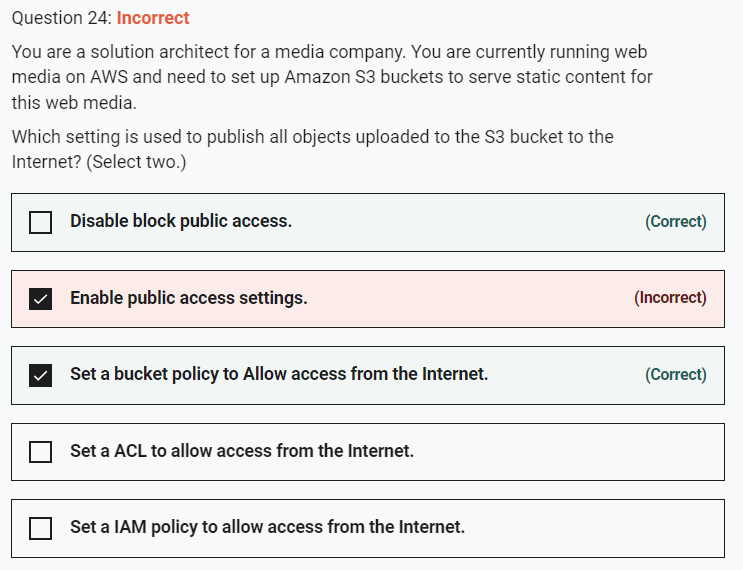 Question 24: Incorrect
You are a solution architect for a media company. You are currently running web
media on AWS and need to set up Amazon S3 buckets to serve static content for
this web media.
Which setting is used to publish all objects uploaded to the S3 bucket to the
Internet? (Select two.)
Disable block public access. (Correct)
Enable public access settings. (Incorrect)
Set a bucket policy to Allow access from the Internet. (Correct)
Set a ACL to allow access from the Internet.
Set a IAM policy to allow access from the Internet.